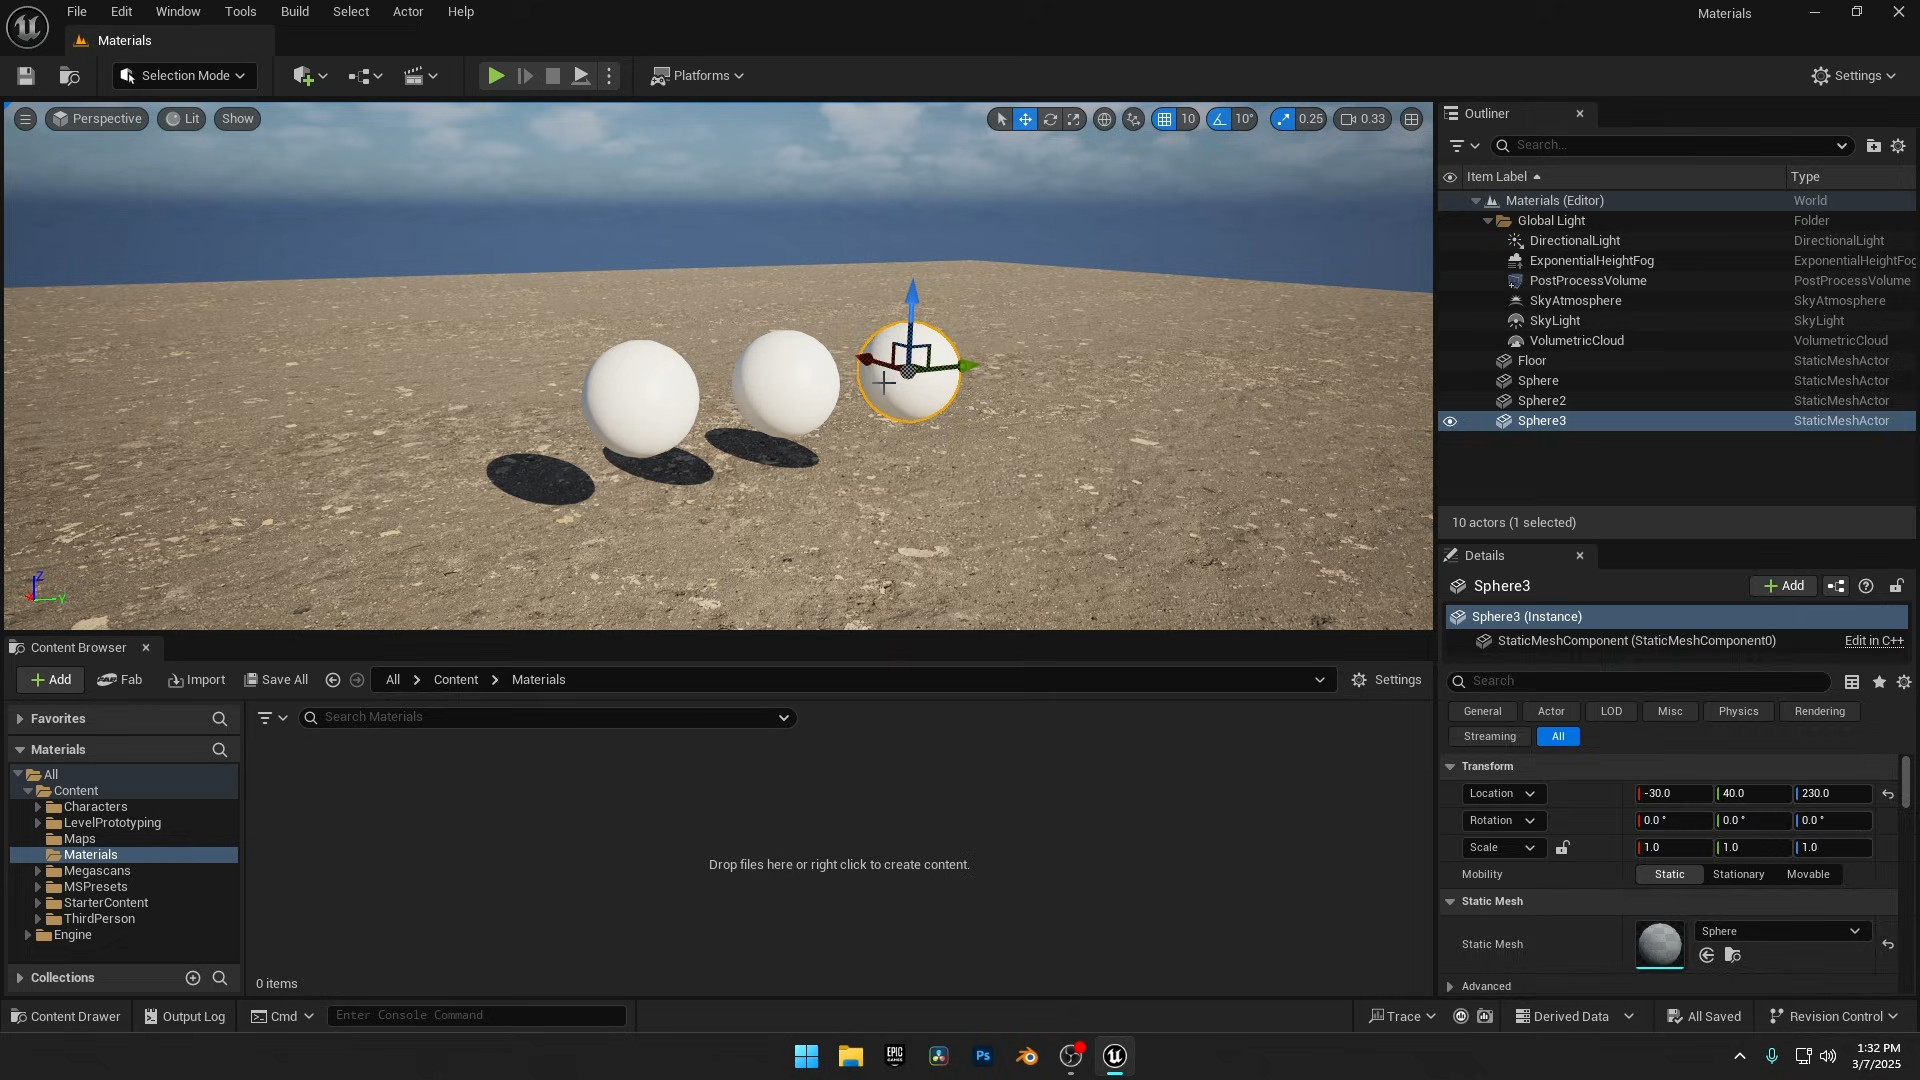 File Edit Window Tools Build Select Actor Help
Materials
Materials
Selection Mode
Platforms
Settings
Perspective Lit Show
10 10° 0.25 0.33
Outliner
Search...
Item Label Type
Materials (Editor) World
Global Light Folder
DirectionalLight DirectionalLight
ExponentialHeightFog ExponentialHeightFog
PostProcessVolume PostProcessVolume
SkyAtmosphere SkyAtmosphere
SkyLight SkyLight
VolumetricCloud VolumetricCloud
Floor StaticMeshActor
Sphere StaticMeshActor
Sphere2 StaticMeshActor
Sphere3 StaticMeshActor
10 actors (1 selected)
Details
Sphere3
Add
Sphere3 (Instance)
StaticMeshComponent (StaticMeshComponent0) Edit in C++
Search
General Actor LOD Misc Physics Rendering
Streaming All
Transform
Location -30.0 40.0 230.0
Rotation 0.0 ° 0.0 ° 0.0 °
Scale 1.0 1.0 1.0
Mobility Static Stationary Movable
Static Mesh
Static Mesh Sphere
Advanced
Z
Y
Content Browser
Add Fab Import Save All All Content Materials Settings
Favorites
Search Materials
Materials
All
Content
Characters
LevelPrototyping
Maps
Materials
Megascans
MSPresets
StarterContent
ThirdPerson
Engine
Collections
Drop files here or right click to create content.
0 items
Content Drawer Output Log Cmd Enter Console Command Trace Derived Data All Saved Revision Control
EPIC GAMES
Ps
1:32 PM
3/7/2025